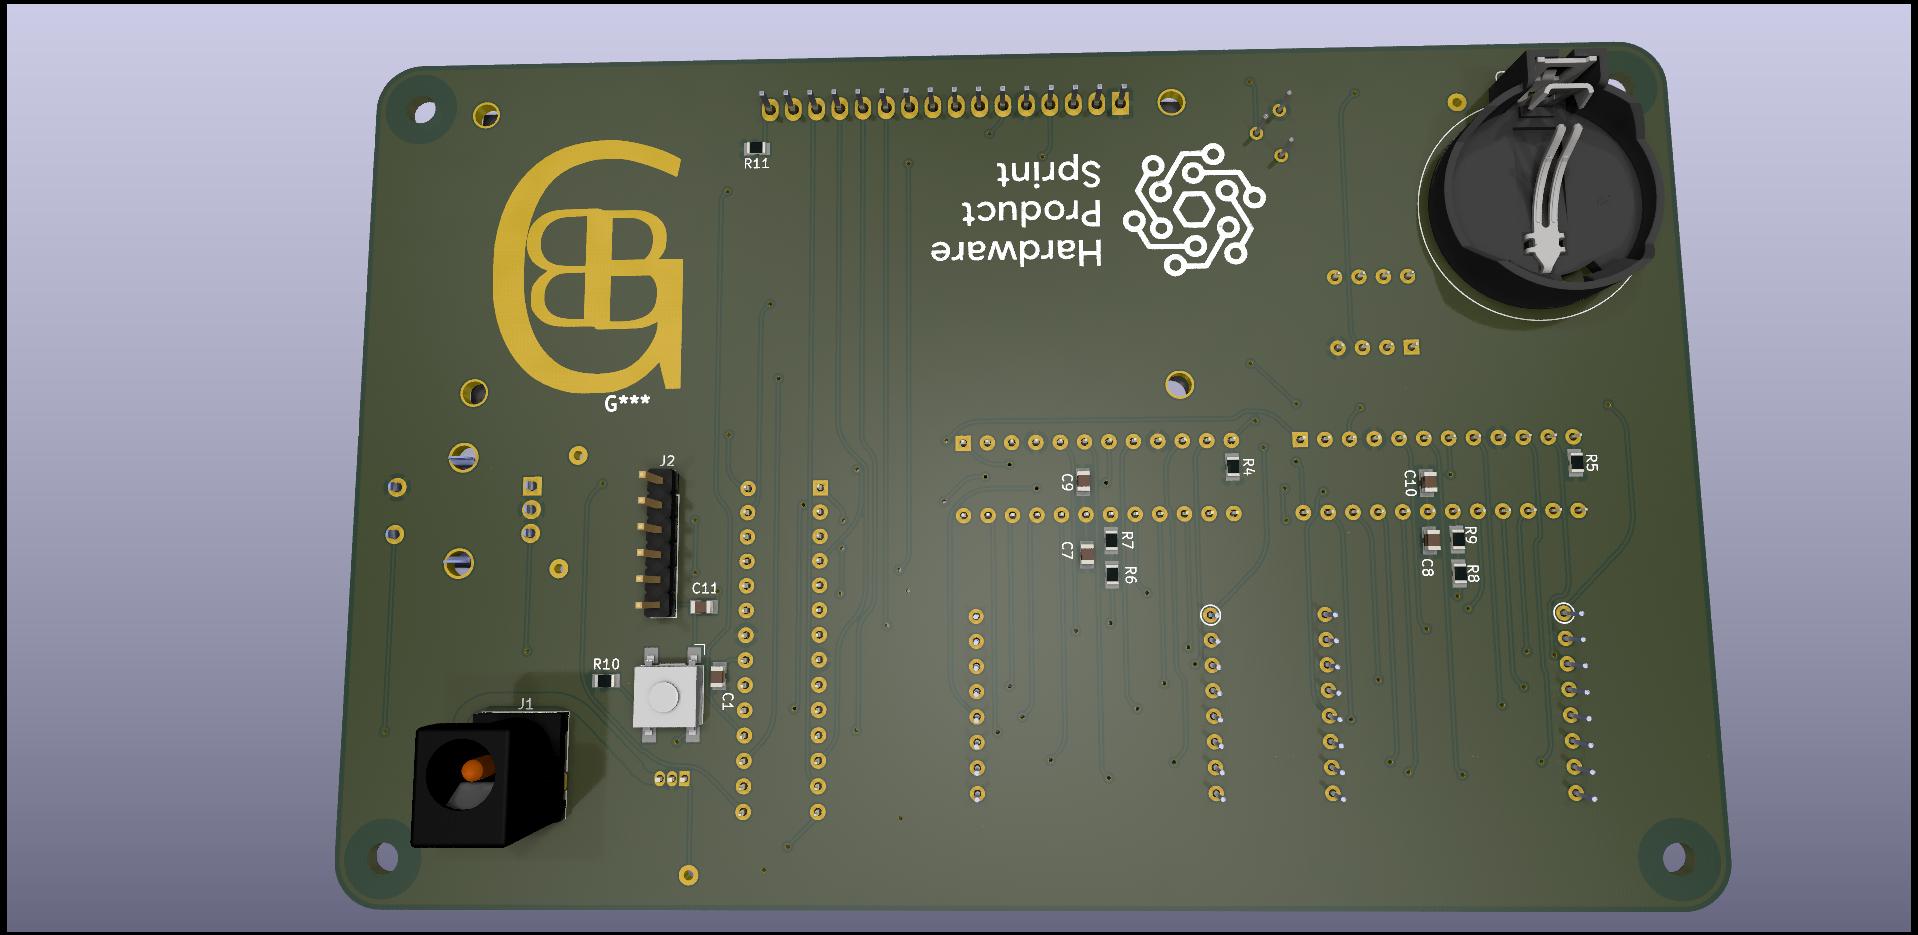 R11
Hardware
Product
Sprint
G***
J2
R4
C9
C10
R5
R7
C7
R6
R9
C8
R8
C11
R10
C1
J1